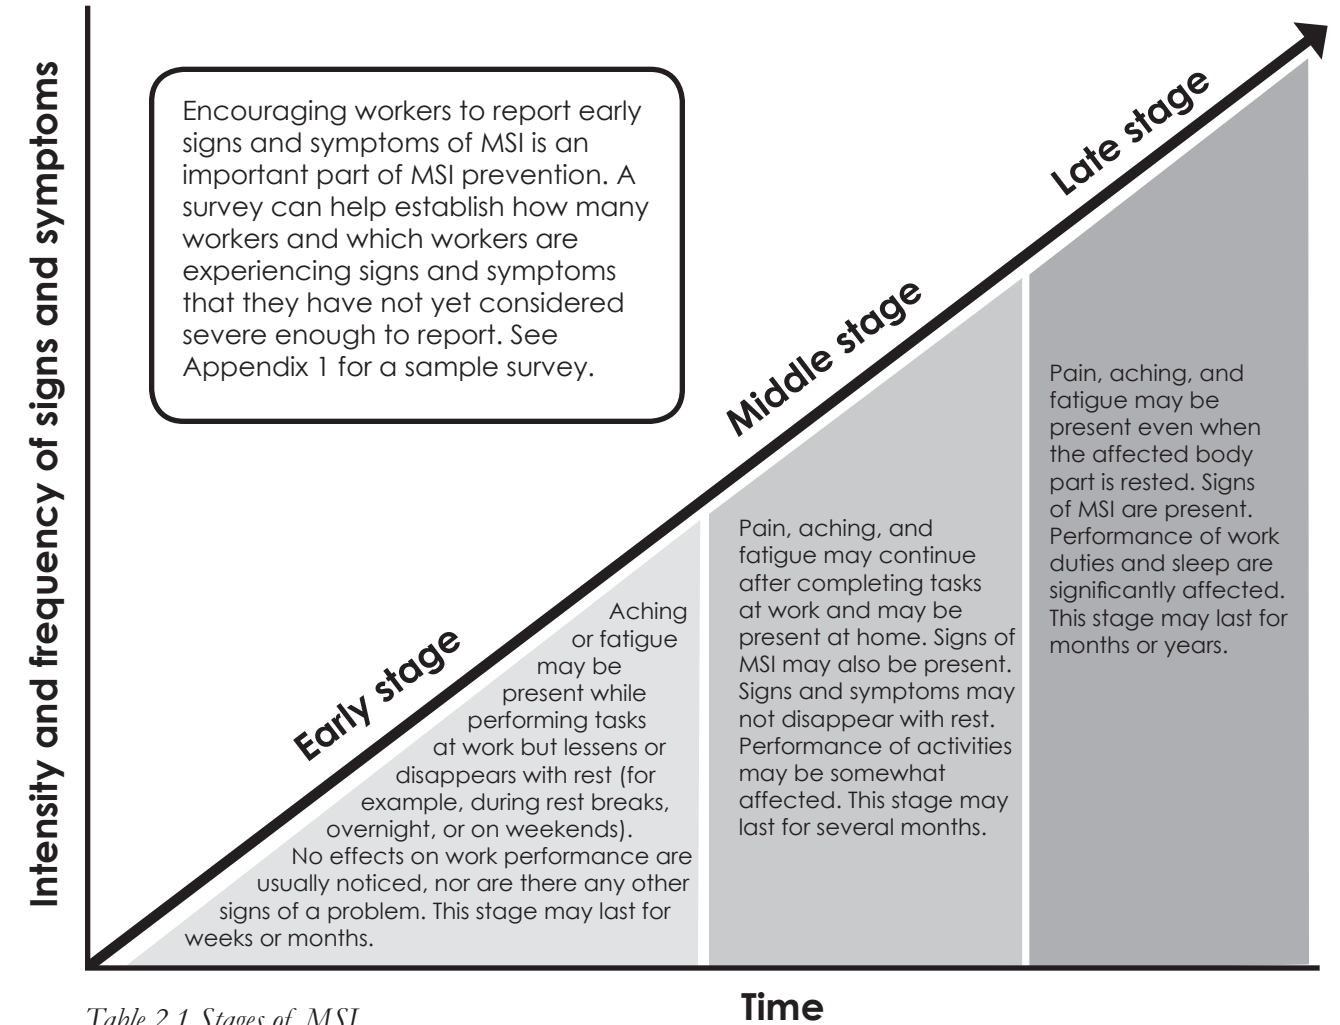 Intensity and frequency of signs and symptoms
Encouraging workers to report early
signs and symptoms of MSI is an
important part of MSI prevention. A
survey can help establish how many
workers and which workers are
experiencing signs and symptoms
that they have not yet considered
severe enough to report. See
Appendix 1 for a sample survey.
Early stage
Aching
or fatigue
may be
present while
performing tasks
at work but lessens or
disappears with rest (for
example, during rest breaks,
overnight, or on weekends).
No effects on work performance are
usually noticed, nor are there any other
signs of a problem. This stage may last for
weeks or months.
Middle stage
Pain, aching, and
fatigue may continue
after completing tasks
at work and may be
present at home. Signs of
MSI may also be present.
Signs and symptoms may
not disappear with rest.
Performance of activities
may be somewhat
affected. This stage may
last for several months.
Late stage
Pain, aching, and
fatigue may be
present even when
the affected body
part is rested. Signs
of MSI are present.
Performance of work
duties and sleep are
significantly affected.
This stage may last for
months or years.
Time
Table 2.1 Stages of MSI